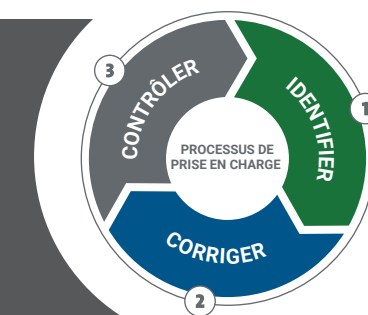 1
IDENTIFIER
2
CORRIGER
3
CONTRÔLER
PROCESSUS DE
PRISE EN CHARGE